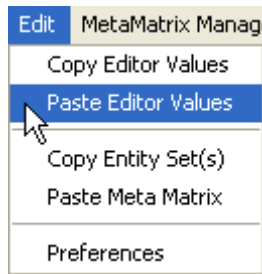 Edit MetaMatrix Manag
Copy Editor Values
Paste Editor Values
Copy Entity Set(s)
Paste Meta Matrix
Preferences